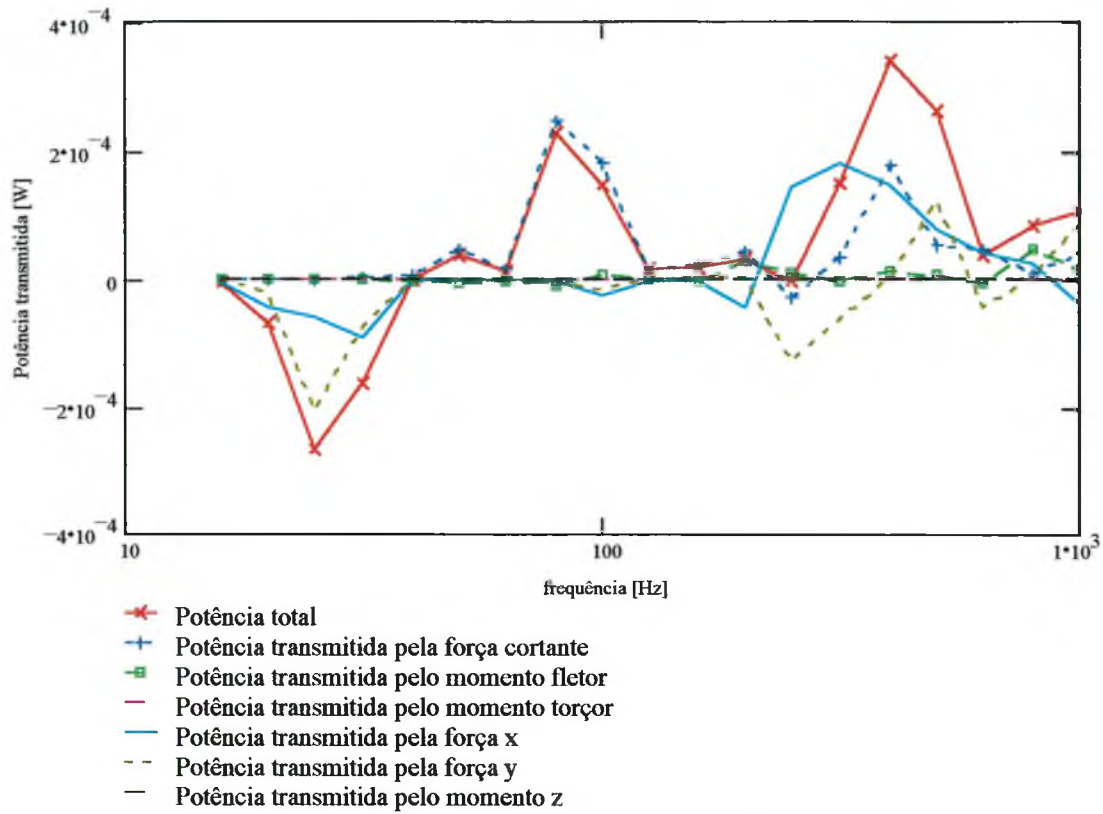 4*10⁻⁴
2*10⁻⁴
0
−2*10⁻⁴
−4*10⁻⁴
Potência transmitida [W]
10
100
1*10³
frequência [Hz]
Potência total
Potência transmitida pela força cortante
Potência transmitida pelo momento fletor
Potência transmitida pelo momento torçor
Potência transmitida pela força x
Potência transmitida pela força y
Potência transmitida pelo momento z